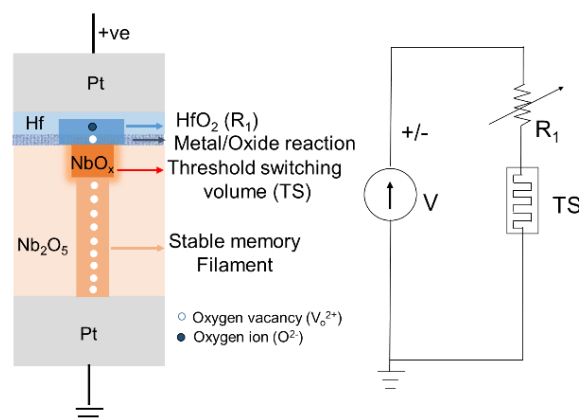 +ve
Pt
Hf
HfO₂ (R₁)
Metal/Oxide reaction
NbOₓ
Threshold switching
volume (TS)
Nb₂O₅
Stable memory
Filament
Oxygen vacancy (Vₒ²⁺)
Oxygen ion (O²⁻)
Pt
+/-
V
R₁
TS